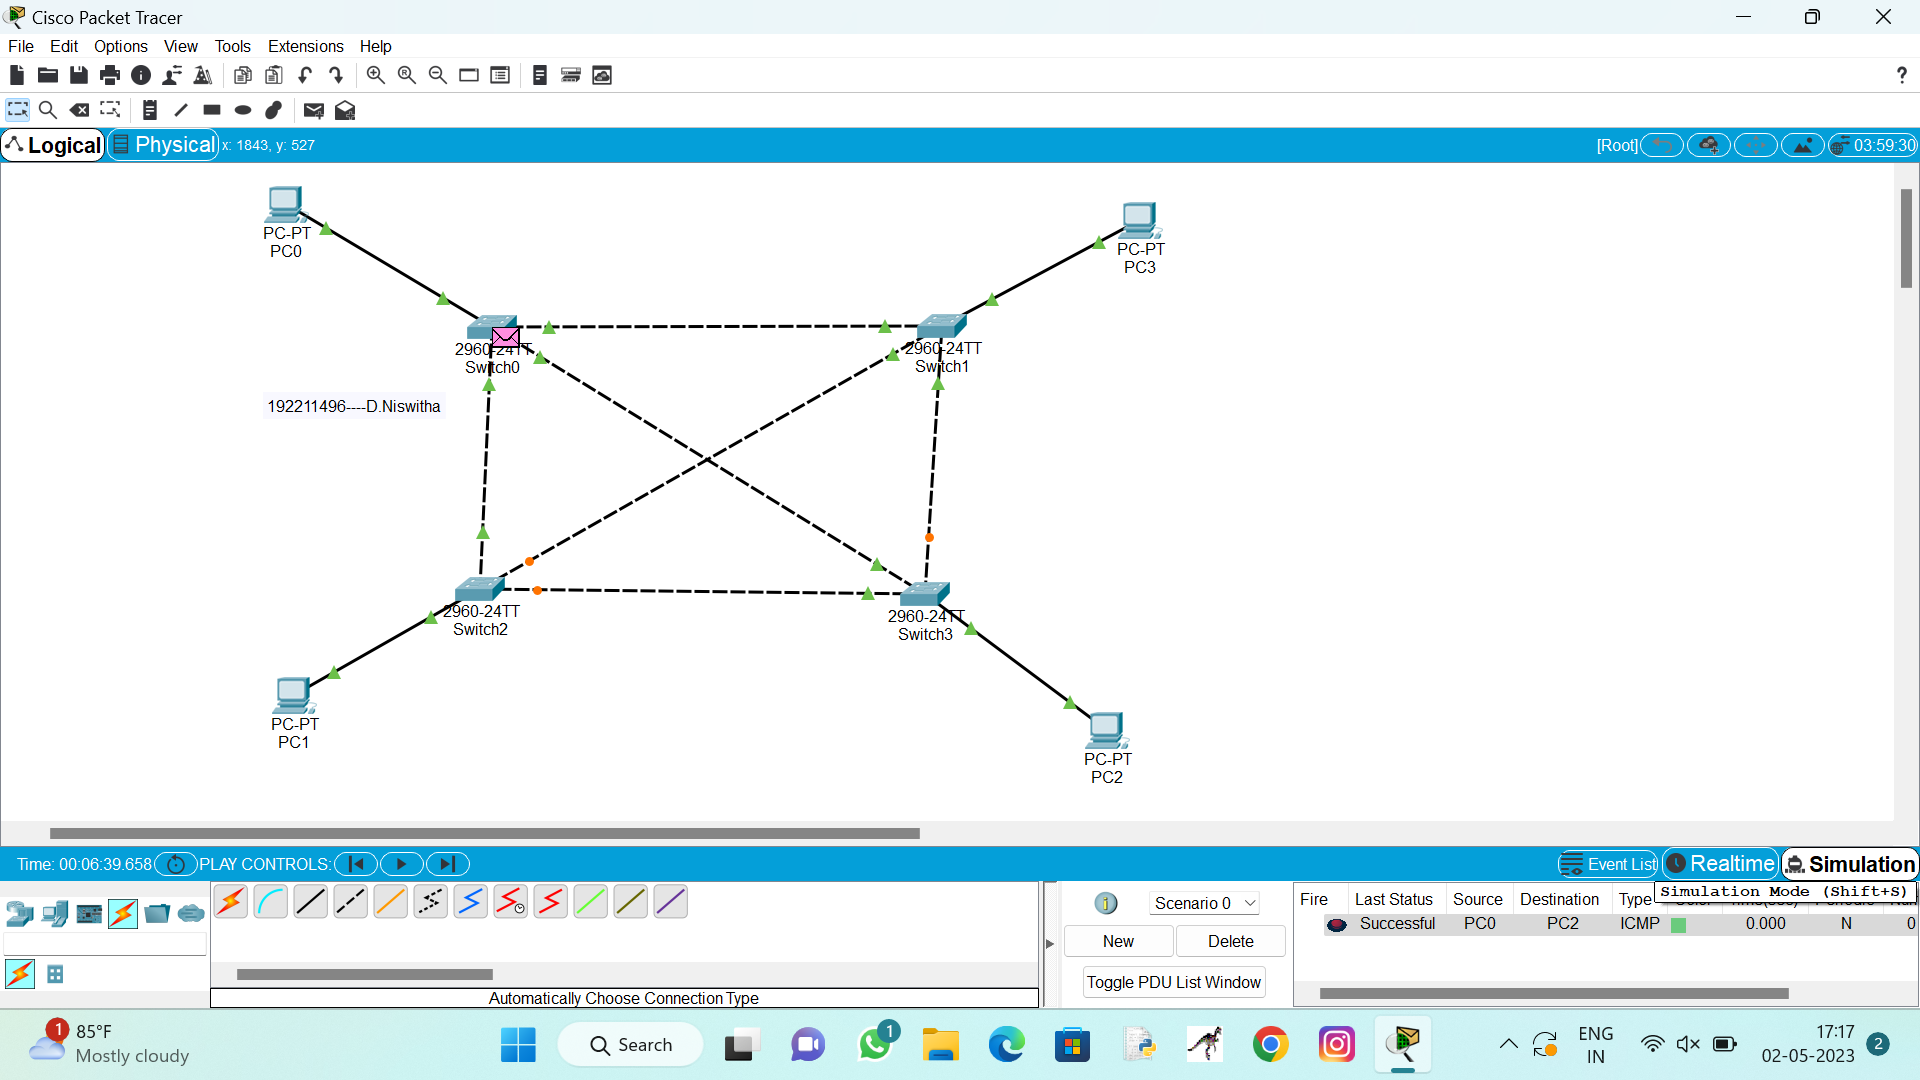 Cisco Packet Tracer
File Edit Options View Tools Extensions Help
?
Logical Physical x: 1843, y: 527 [Root] 03:59:30
PC-PT
PC0
PC-PT
PC3
2960-24TT
Switch0
2960-24TT
Switch1
192211496----D.Niswitha
2960-24TT
Switch2
2960-24TT
Switch3
PC-PT
PC1
PC-PT
PC2
Time: 00:06:39.658 PLAY CONTROLS: Event List Realtime Simulation
Simulation Mode (Shift+S)
Scenario 0
New Delete
Toggle PDU List Window
Fire Last Status Source Destination Type
Successful PC0 PC2 ICMP 0.000 N 0
Automatically Choose Connection Type
1 85°F
Mostly cloudy
Search
1
ENG
IN
17:17
02-05-2023
2